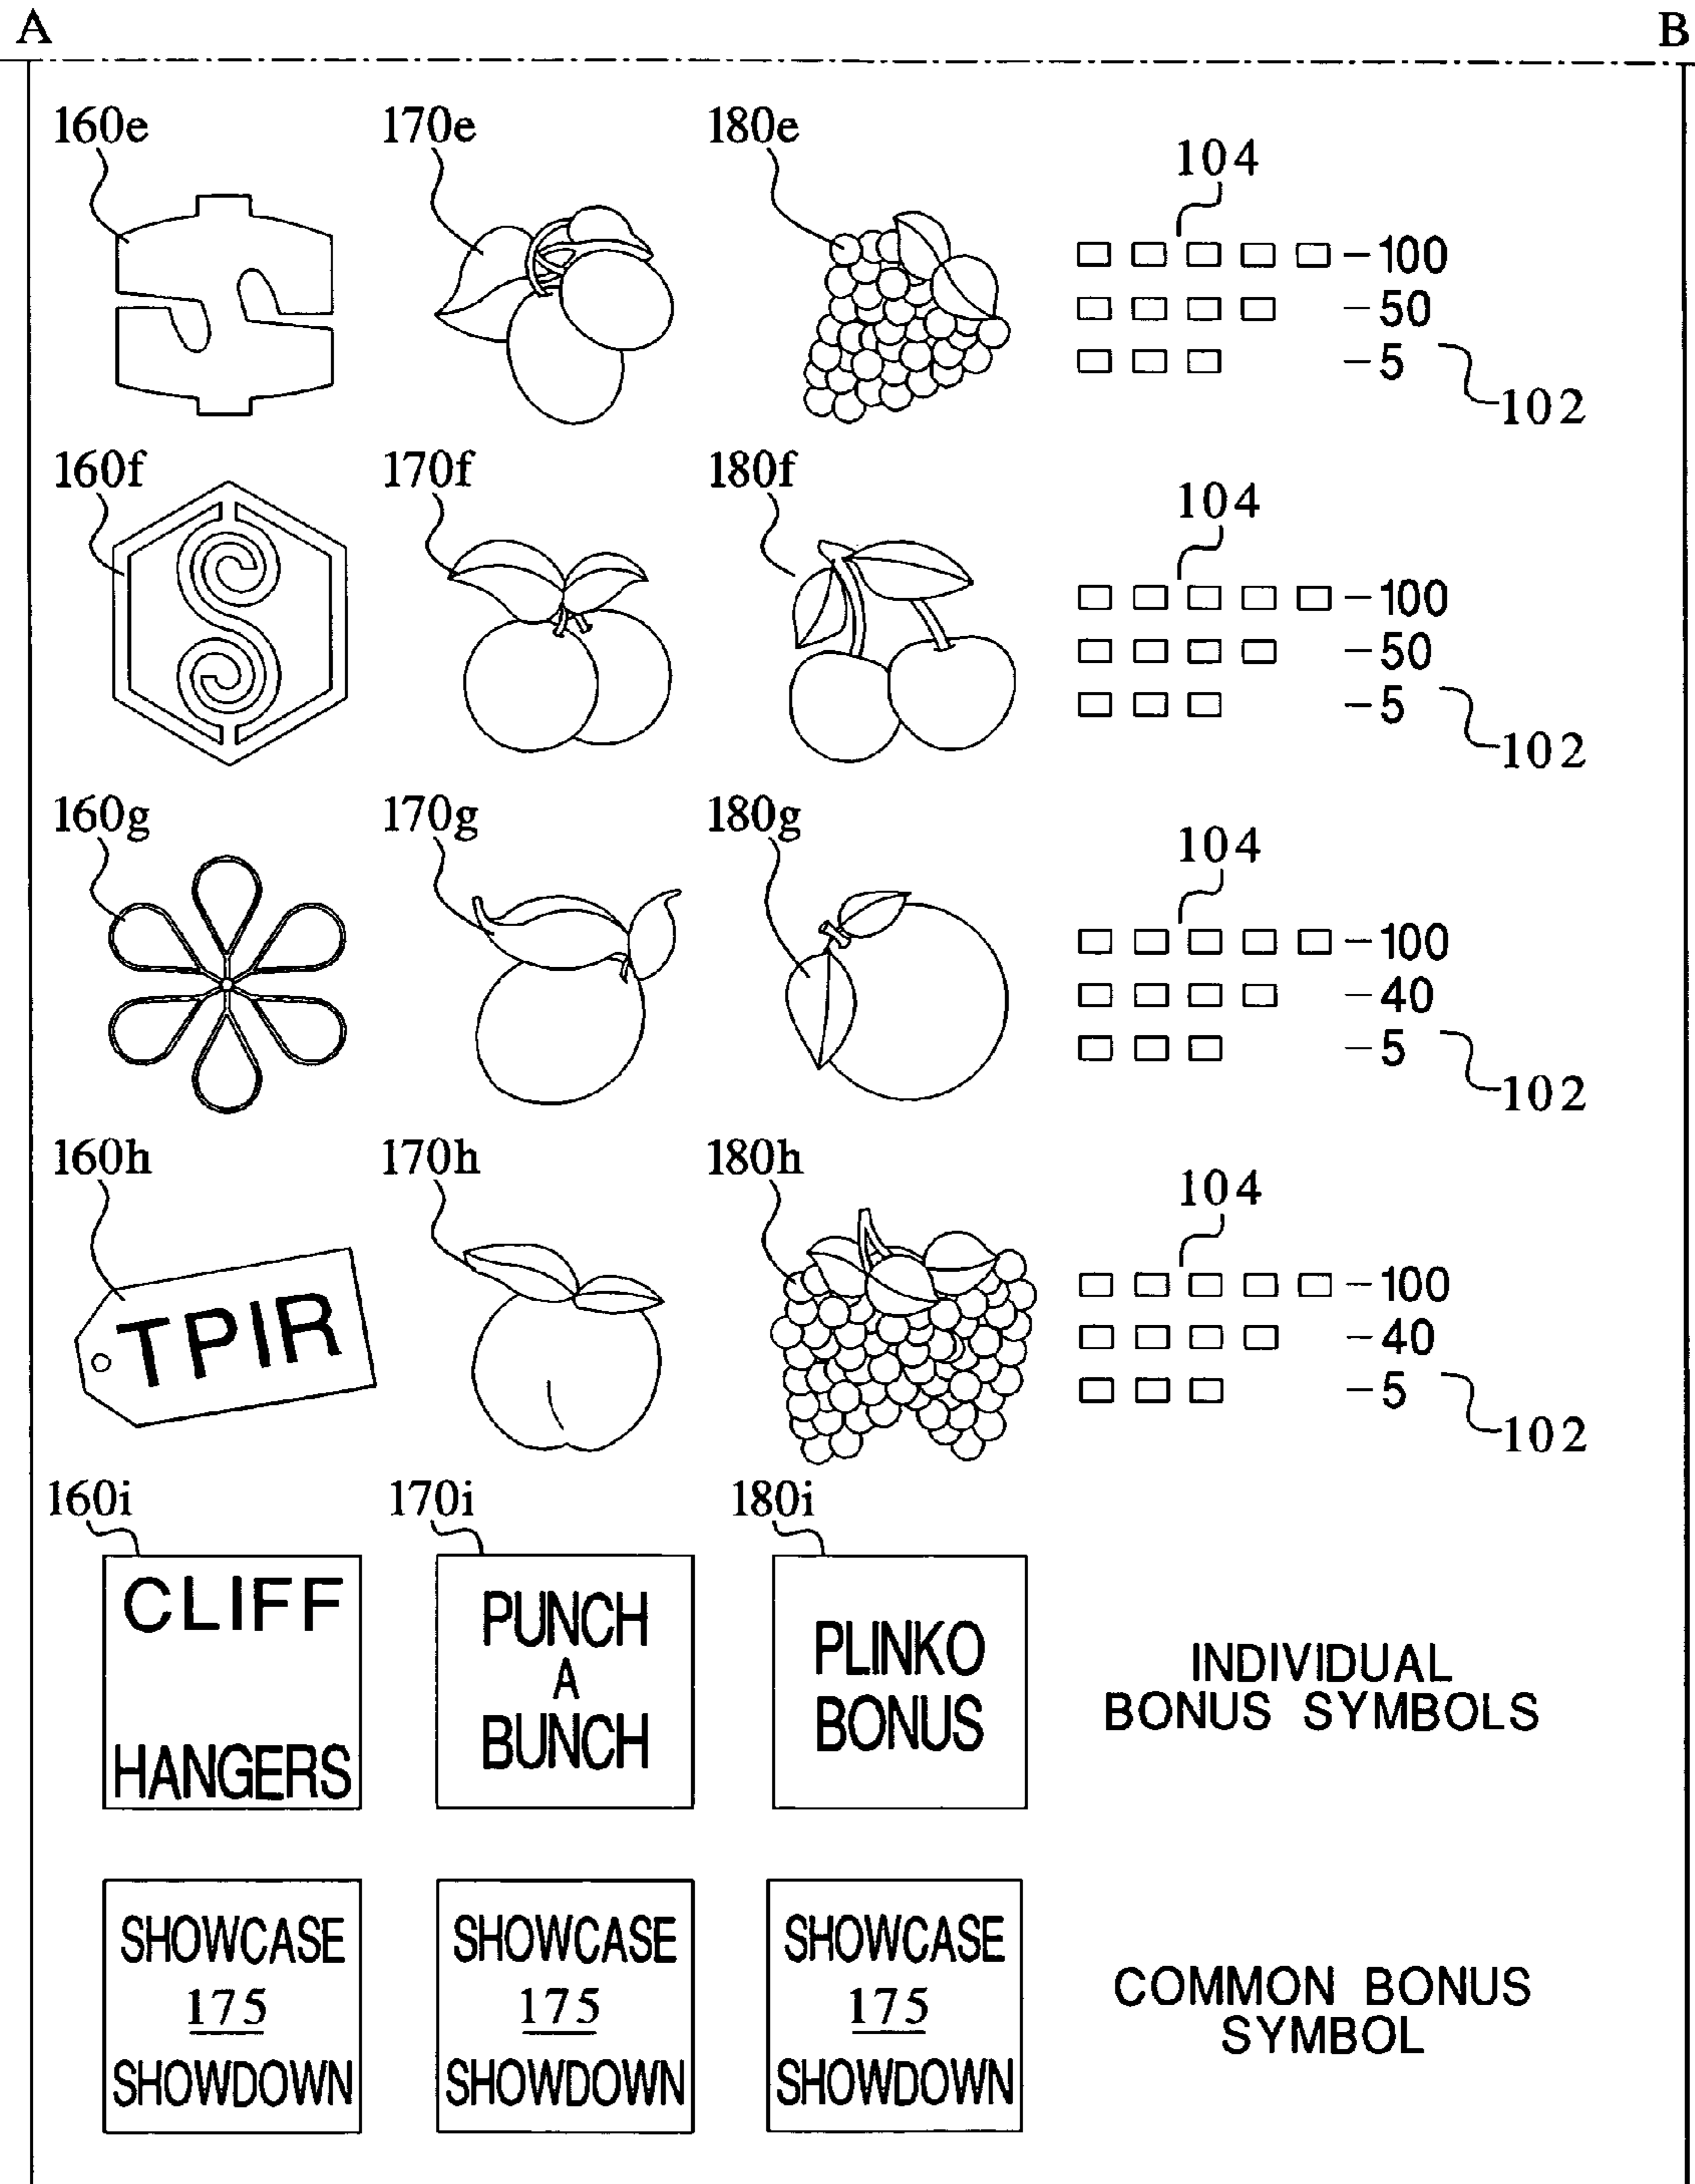 A B
160e 170e 180e 104
-100
-50
-5
102
160f 170f 180f 104
-100
-50
-5
102
160g 170g 180g 104
-100
-40
-5
102
160h 170h 180h 104
TPIR
-100
-40
-5
102
160i 170i 180i
CLIFF
HANGERS
PUNCH
A
BUNCH
PLINKO
BONUS
INDIVIDUAL
BONUS SYMBOLS
SHOWCASE
175
SHOWDOWN
SHOWCASE
175
SHOWDOWN
SHOWCASE
175
SHOWDOWN
COMMON BONUS
SYMBOL